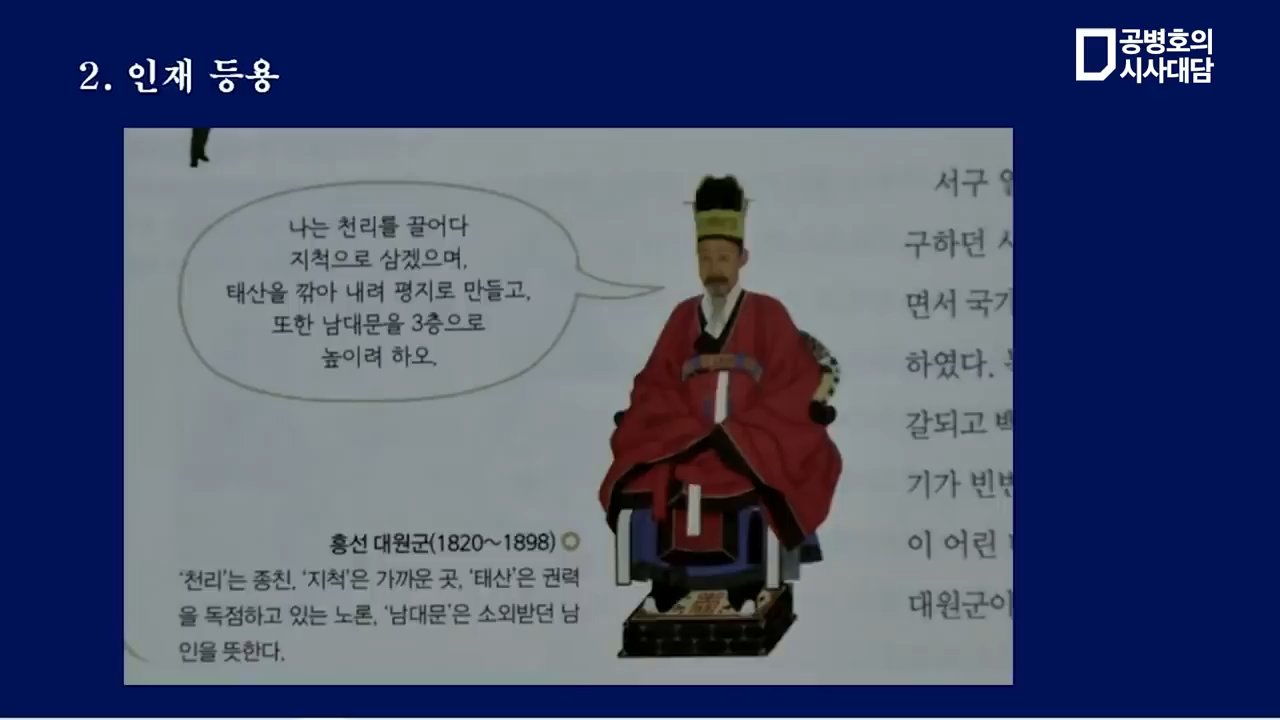 2. 인재 등용
공병호의
시사대담
나는 천리를 끌어다
지척으로 삼겠으며,
태산을 깎아 내려 평지로 만들고,
또한 남대문을 3층으로
높이려 하오.
흥선 대원군(1820~1898)
‘천리’는 종친, ‘지척’은 가까운 곳, ‘태산’은 권력
을 독점하고 있는 노론, ‘남대문’은 소외받던 남
인을 뜻한다.
서구
구하던
면서 국가
하였다.
갈되고 백
기가 빈번
이 어린
대원군이